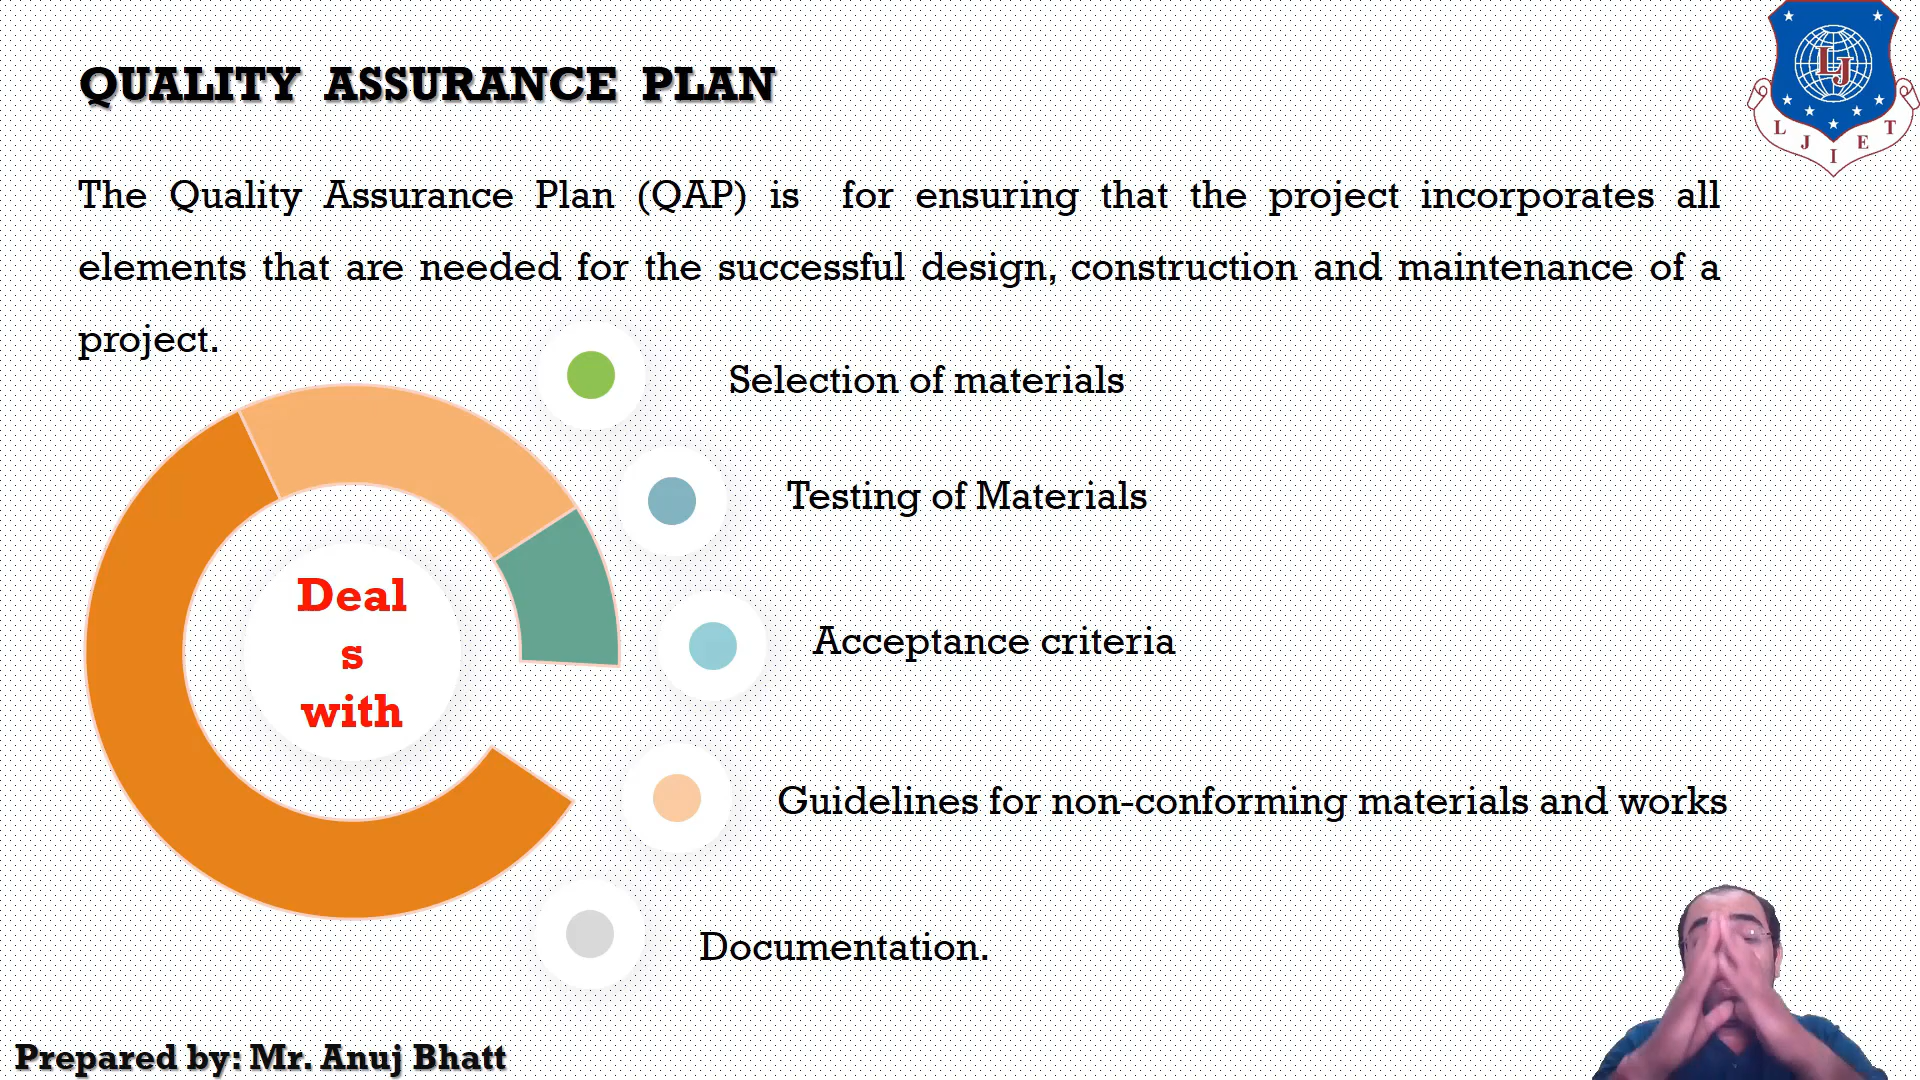 QUALITY ASSURANCE PLAN
LJ
L J I E T
The Quality Assurance Plan (QAP) is for ensuring that the project incorporates all
elements that are needed for the successful design, construction and maintenance of a
project.
Selection of materials
Testing of Materials
Deal
s
with
Acceptance criteria
Guidelines for non-conforming materials and works
Documentation.
Prepared by: Mr. Anuj Bhatt